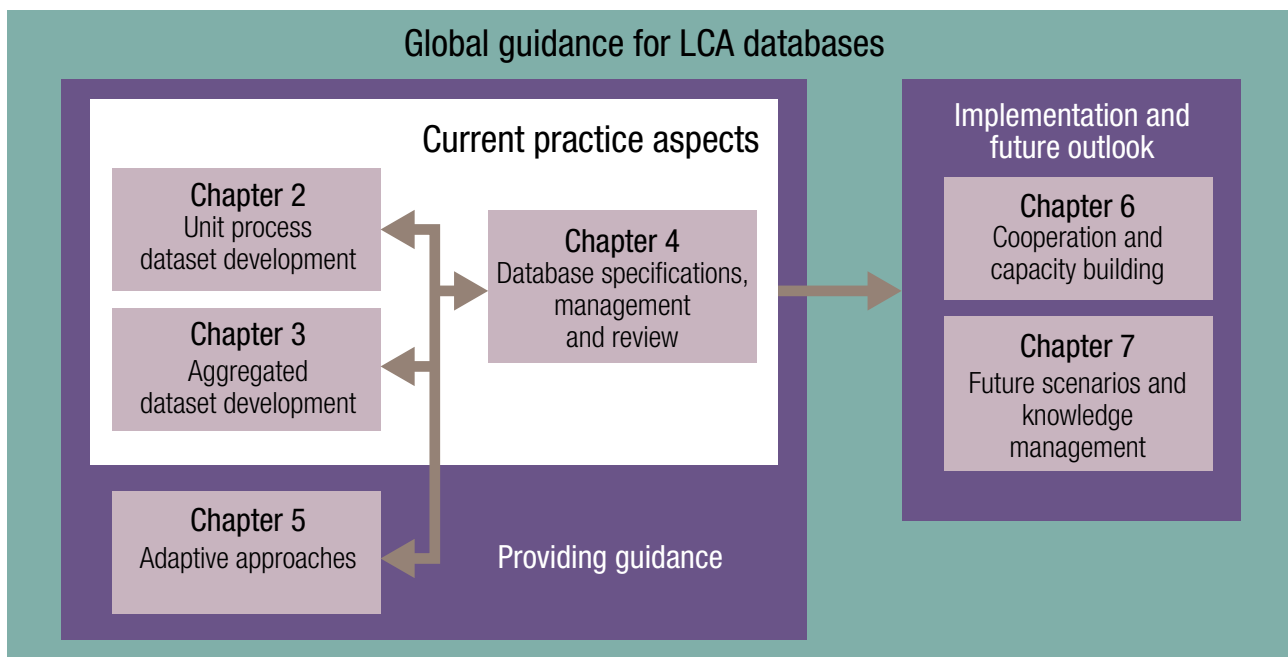 Global guidance for LCA databases
Current practice aspects
Chapter 2
Unit process
dataset development
Chapter 3
Aggregated
dataset development
Chapter 4
Database specifications,
management
and review
Chapter 5
Adaptive approaches
Providing guidance
Implementation and
future outlook
Chapter 6
Cooperation and
capacity building
Chapter 7
Future scenarios and
knowledge
management